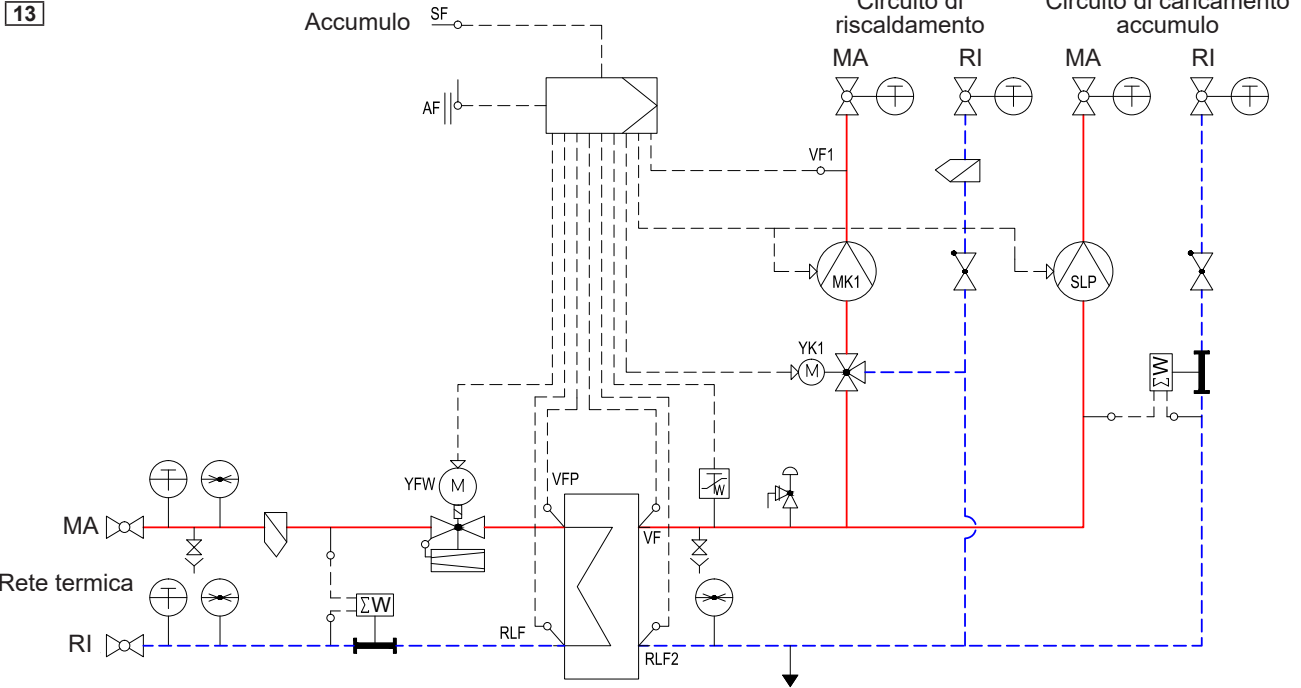 13
Accumulo
SF
Circuito di
riscaldamento
Circuito di caricamento
accumulo
MA
RI
MA
RI
T
T
T
T
AF
VF1
MK1
SLP
YK1
M
ΣW
YFW
M
VFP
W
T
MA
VF
Rete termica
T
ΣW
RI
RLF
RLF2